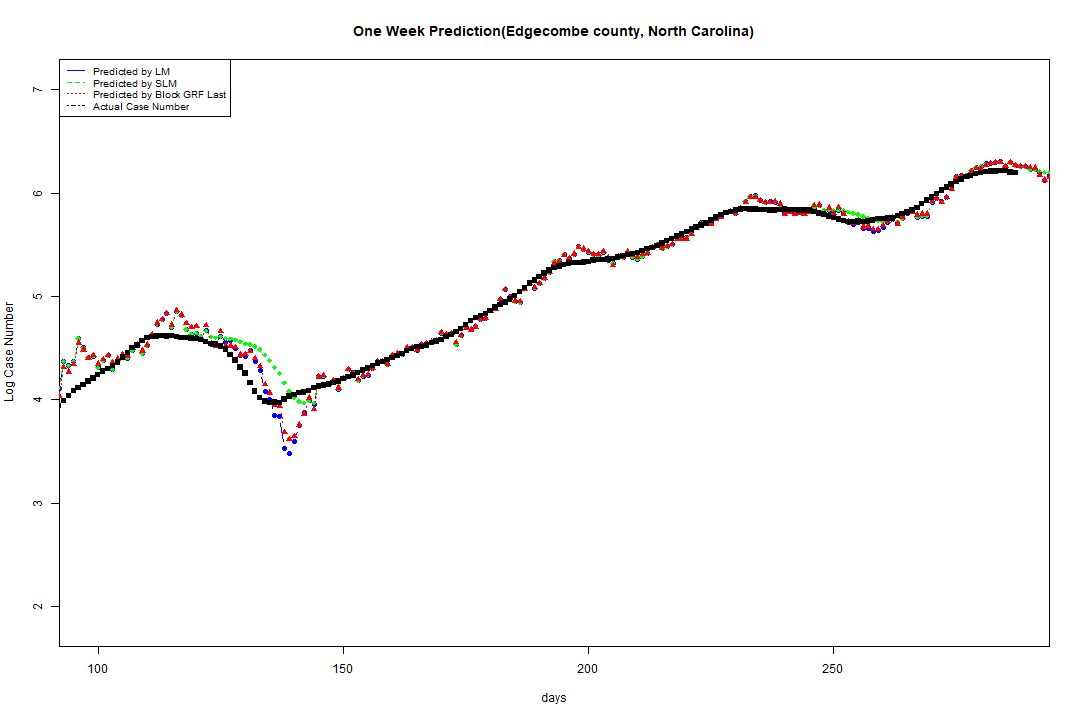 One Week Prediction(Edgecombe county, North Carolina)
Predicted by LM
Predicted by SLM
Predicted by Block GRF Last
Actual Case Number
7
6
5
4
3
2
Log Case Number
100 150 200 250
days